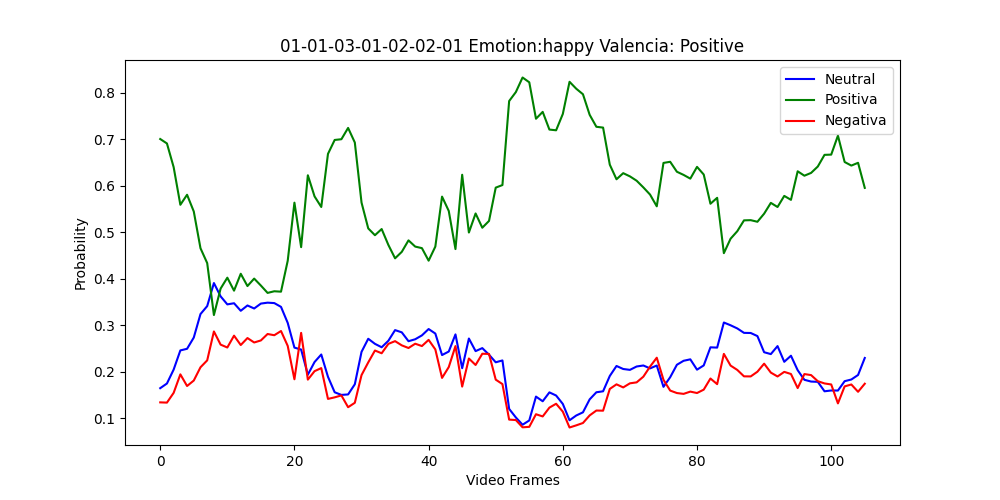 01-01-03-01-02-02-01 Emotion:happy Valencia: Positive
Neutral
Positiva
Negativa
Probability
0.8
0.7
0.6
0.5
0.4
0.3
0.2
0.1
0 20 40 60 80 100
Video Frames